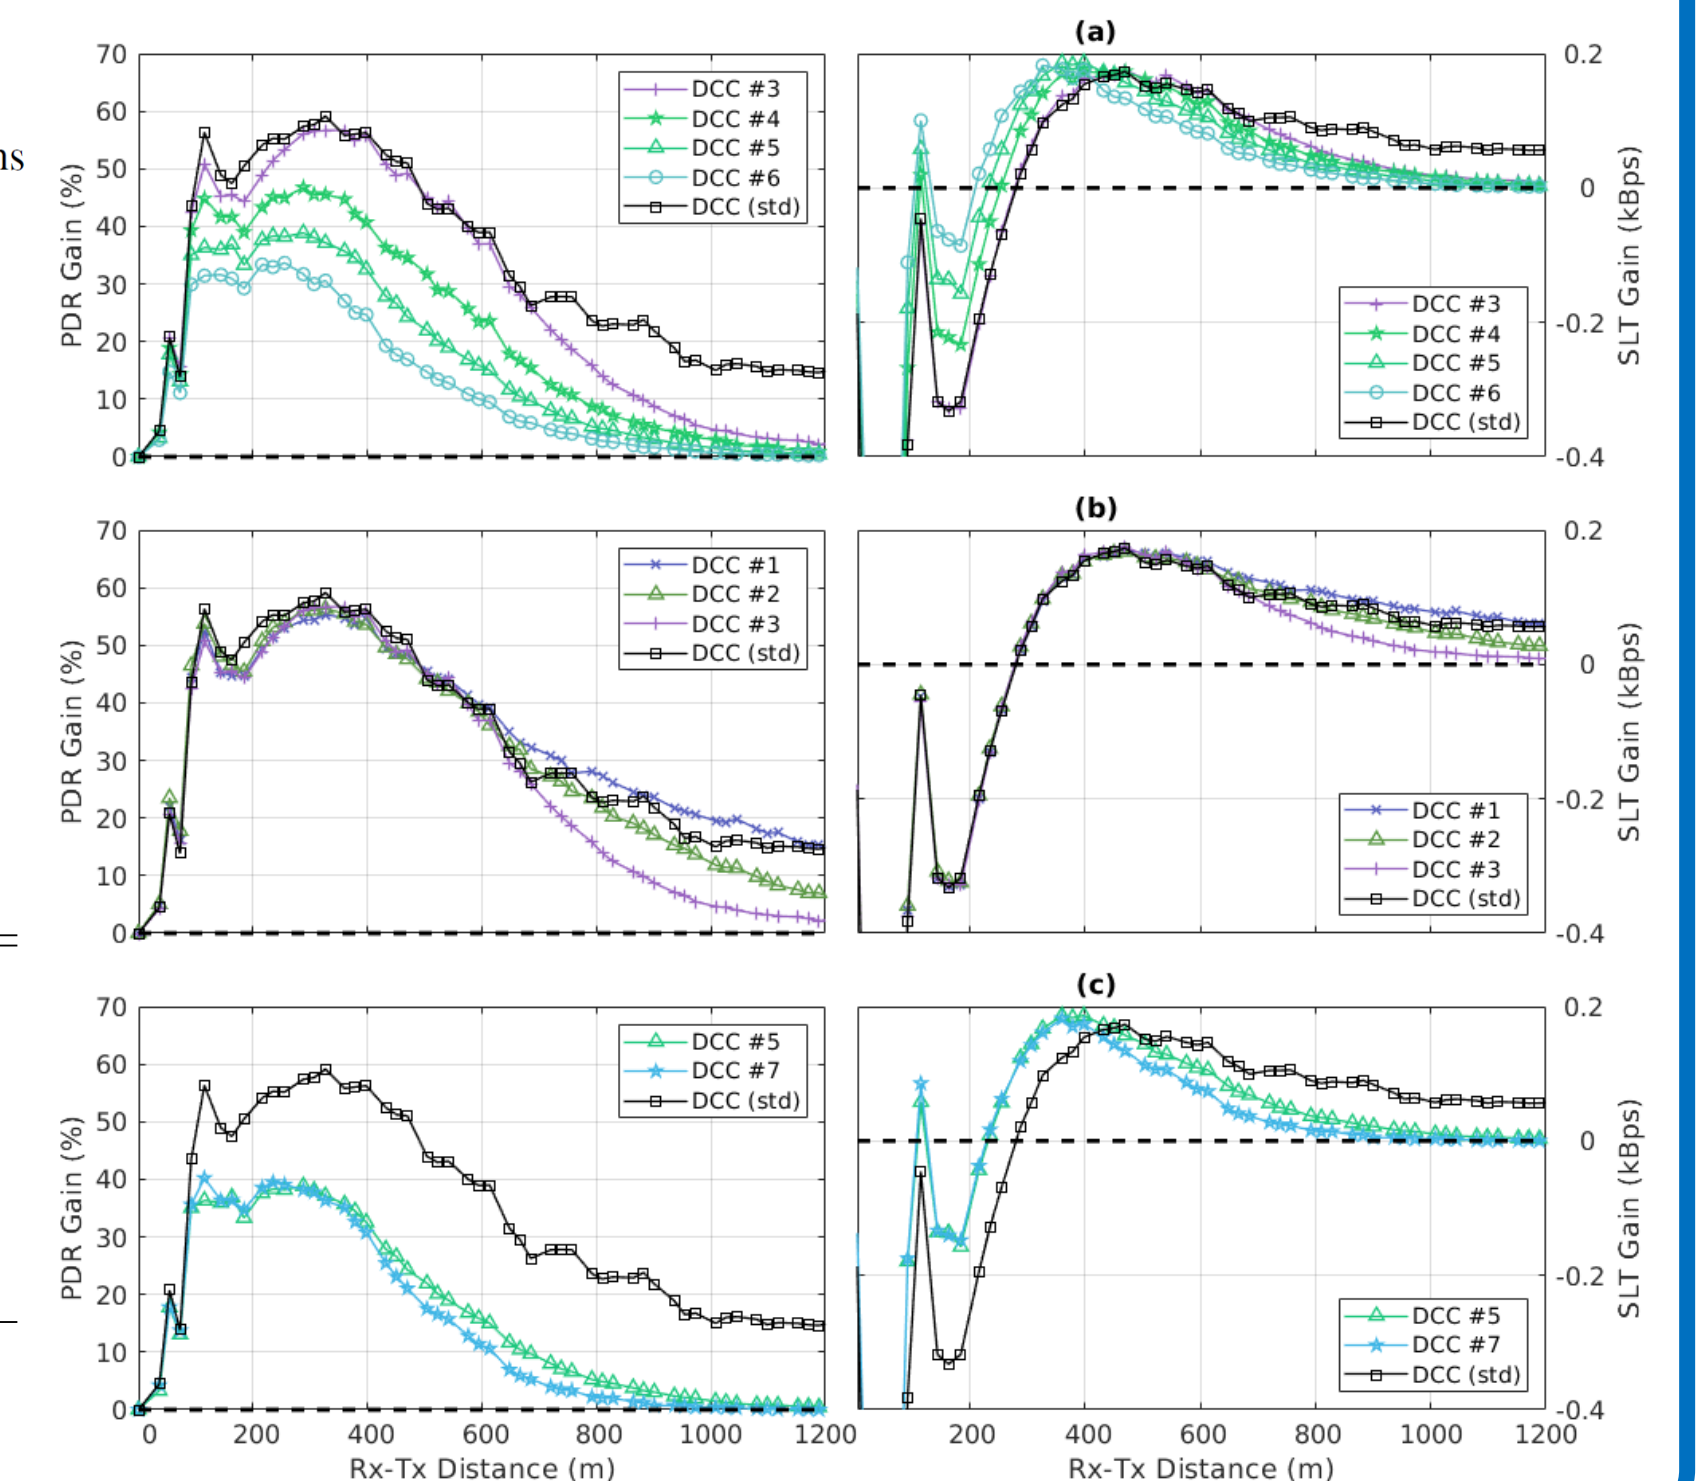 ns
(a)
70
60
50
40
30
20
10
0
PDR Gain (%)
DCC #3
DCC #4
DCC #5
DCC #6
DCC (std)
0.2
0
-0.2
-0.4
SLT Gain (kBps)
DCC #3
DCC #4
DCC #5
DCC #6
DCC (std)
(b)
70
60
50
40
30
20
10
0
PDR Gain (%)
DCC #1
DCC #2
DCC #3
DCC (std)
0.2
0
-0.2
-0.4
SLT Gain (kBps)
DCC #1
DCC #2
DCC #3
DCC (std)
(c)
70
60
50
40
30
20
10
0
PDR Gain (%)
DCC #5
DCC #7
DCC (std)
0 200 400 600 800 1000 1200
Rx-Tx Distance (m)
0.2
0
-0.2
-0.4
SLT Gain (kBps)
DCC #5
DCC #7
DCC (std)
200 400 600 800 1000 1200
Rx-Tx Distance (m)